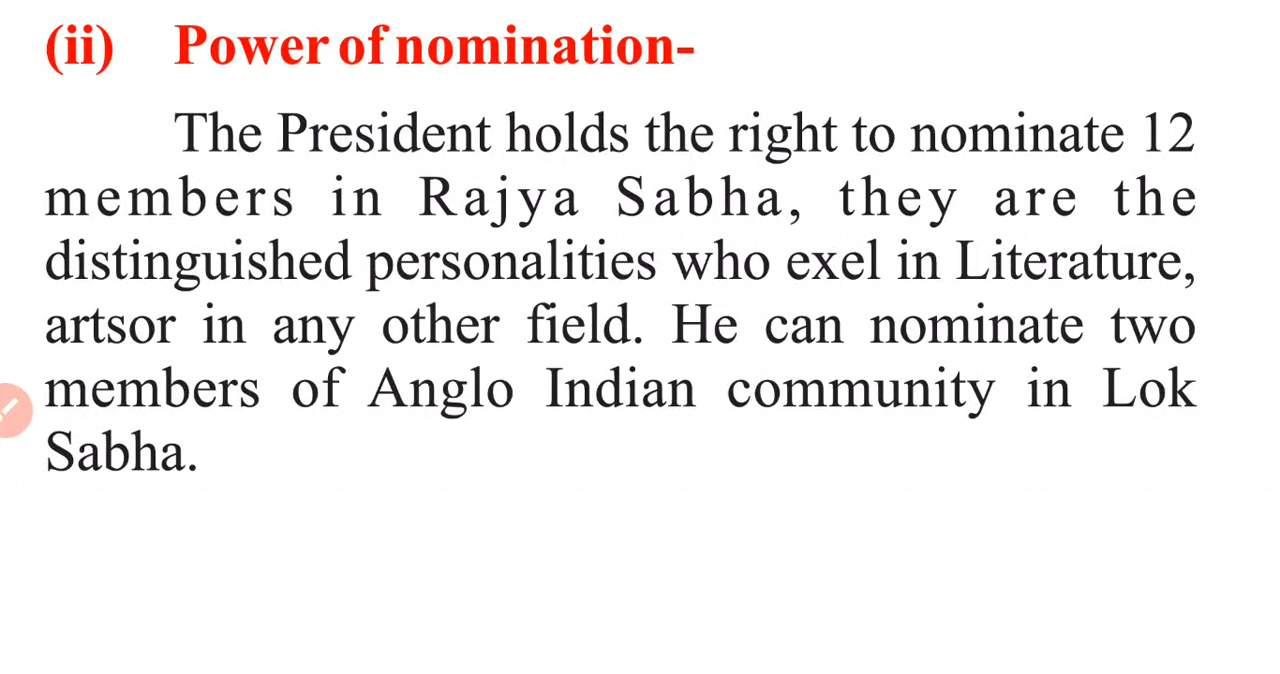 (ii) Power of nomination-
The President holds the right to nominate 12
members in Rajya Sabha, they are the
distinguished personalities who exel in Literature,
artsor in any other field. He can nominate two
members of Anglo Indian community in Lok
Sabha.